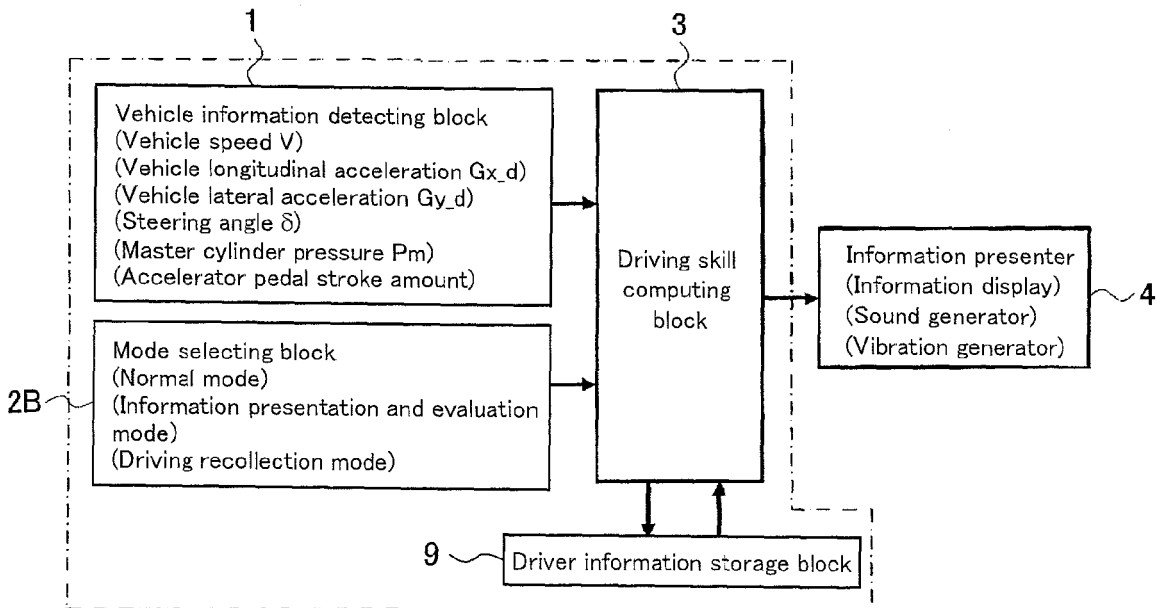 1
Vehicle information detecting block
(Vehicle speed V)
(Vehicle longitudinal acceleration Gx_d)
(Vehicle lateral acceleration Gy_d)
(Steering angle δ)
(Master cylinder pressure Pm)
(Accelerator pedal stroke amount)
2B
Mode selecting block
(Normal mode)
(Information presentation and evaluation
mode)
(Driving recollection mode)
3
Driving skill
computing
block
Information presenter
(Information display)
(Sound generator)
(Vibration generator)
4
9
Driver information storage block